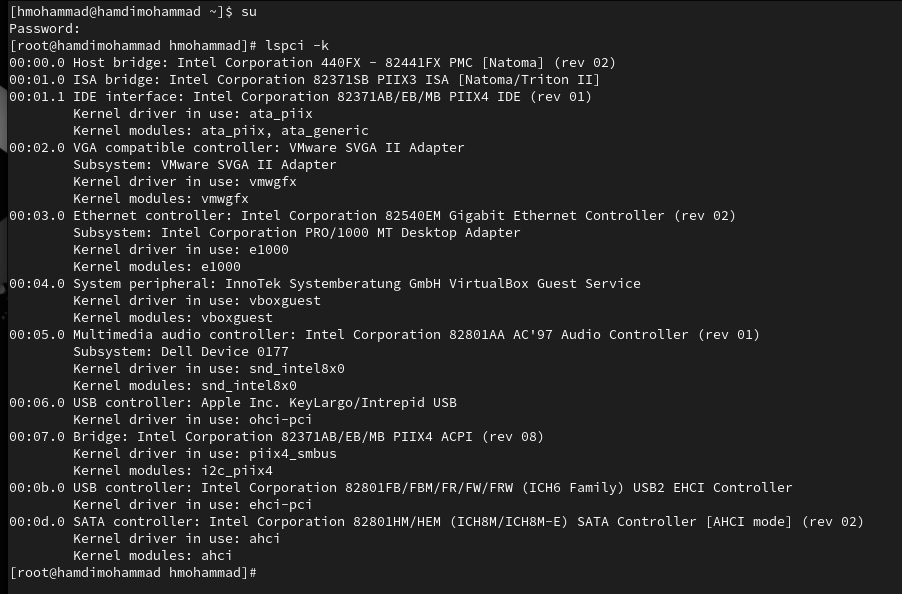 [hmohammad@hamdimohammad ~]$ su
Password:
[root@hamdimohammad hmohammad]# lspci -k
00:00.0 Host bridge: Intel Corporation 440FX - 82441FX PMC [Natoma] (rev 02)
00:01.0 ISA bridge: Intel Corporation 82371SB PIIX3 ISA [Natoma/Triton II]
00:01.1 IDE interface: Intel Corporation 82371AB/EB/MB PIIX4 IDE (rev 01)
        Kernel driver in use: ata_piix
        Kernel modules: ata_piix, ata_generic
00:02.0 VGA compatible controller: VMware SVGA II Adapter
        Subsystem: VMware SVGA II Adapter
        Kernel driver in use: vmwgfx
        Kernel modules: vmwgfx
00:03.0 Ethernet controller: Intel Corporation 82540EM Gigabit Ethernet Controller (rev 02)
        Subsystem: Intel Corporation PRO/1000 MT Desktop Adapter
        Kernel driver in use: e1000
        Kernel modules: e1000
00:04.0 System peripheral: InnoTek Systemberatung GmbH VirtualBox Guest Service
        Kernel driver in use: vboxguest
        Kernel modules: vboxguest
00:05.0 Multimedia audio controller: Intel Corporation 82801AA AC'97 Audio Controller (rev 01)
        Subsystem: Dell Device 0177
        Kernel driver in use: snd_intel8x0
        Kernel modules: snd_intel8x0
00:06.0 USB controller: Apple Inc. KeyLargo/Intrepid USB
        Kernel driver in use: ohci-pci
00:07.0 Bridge: Intel Corporation 82371AB/EB/MB PIIX4 ACPI (rev 08)
        Kernel driver in use: piix4_smbus
        Kernel modules: i2c_piix4
00:0b.0 USB controller: Intel Corporation 82801FB/FBM/FR/FW/FRW (ICH6 Family) USB2 EHCI Controller
        Kernel driver in use: ehci-pci
00:0d.0 SATA controller: Intel Corporation 82801HM/HEM (ICH8M/ICH8M-E) SATA Controller [AHCI mode] (rev 02)
        Kernel driver in use: ahci
        Kernel modules: ahci
[root@hamdimohammad hmohammad]#